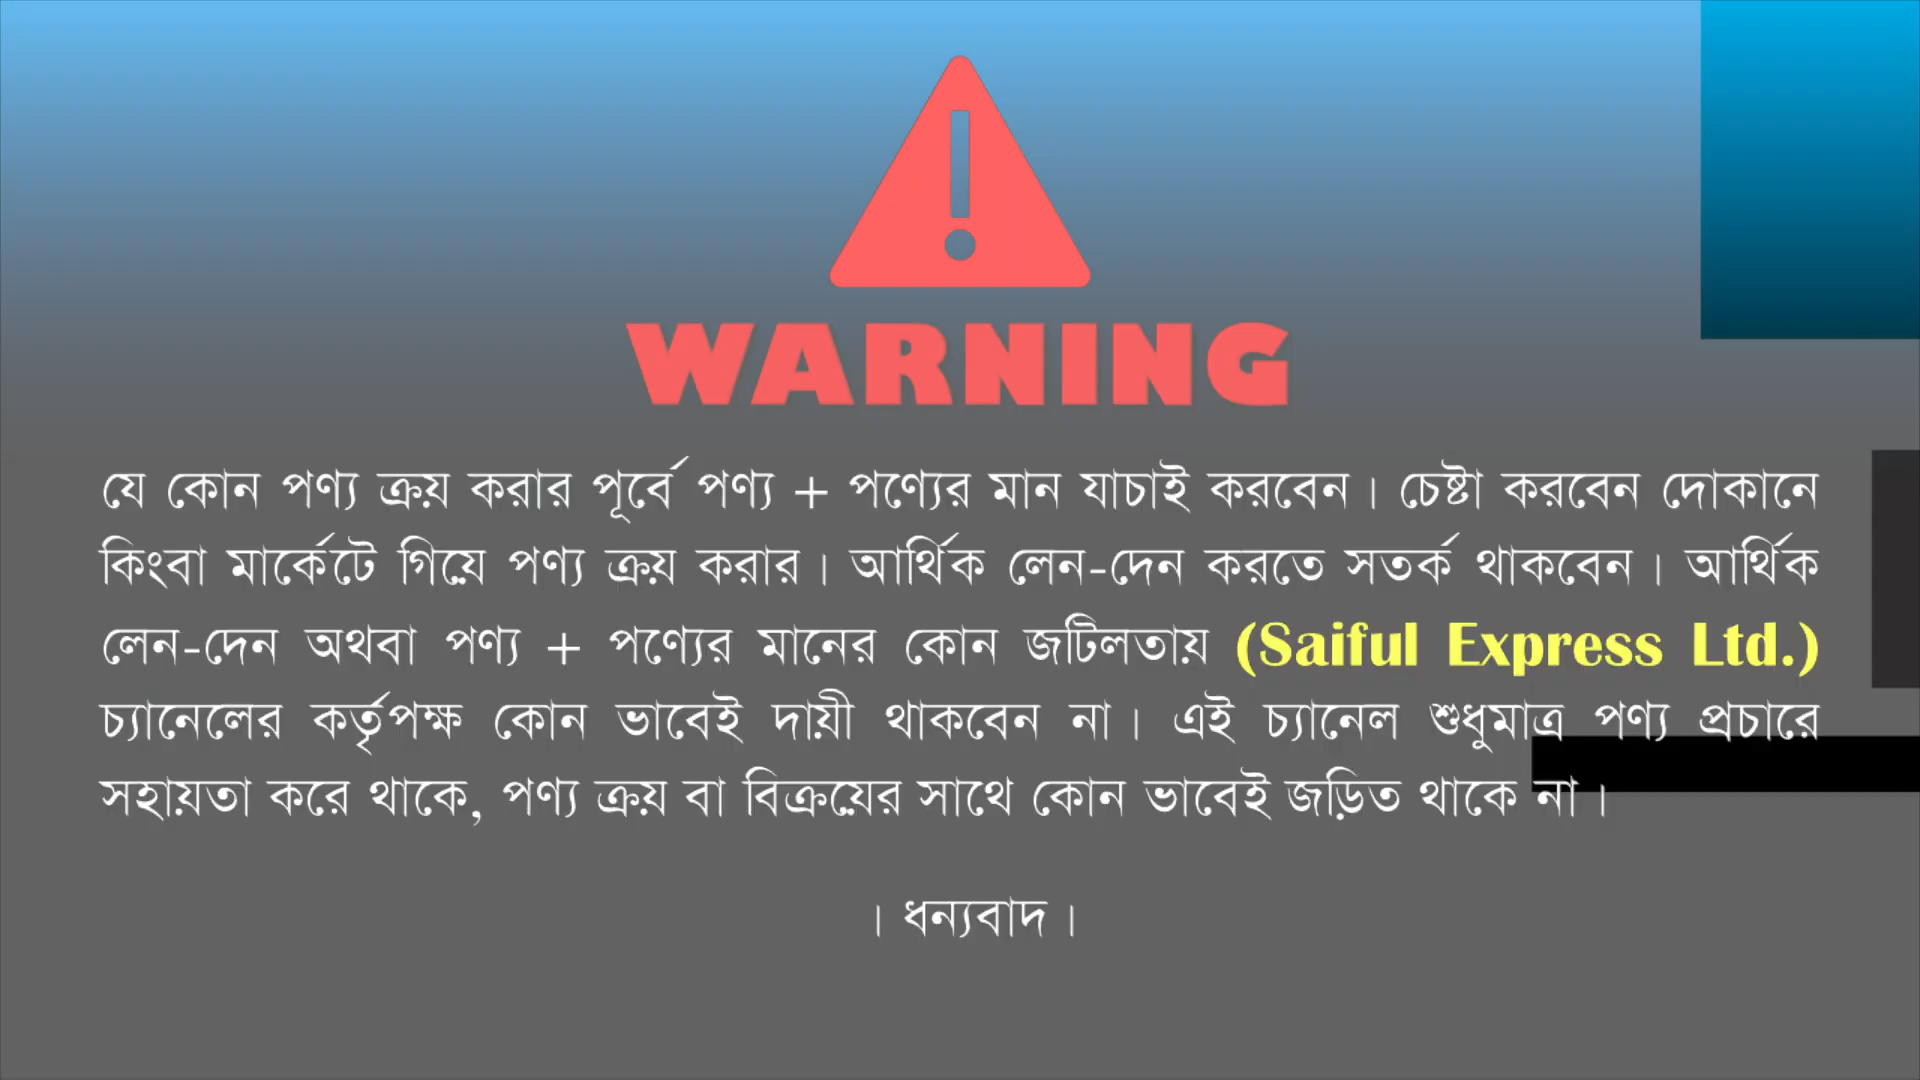 WARNING
যে কোন পণ্য ক্রয় করার পূর্বে পণ্য + পণ্যের মান যাচাই করবেন। চেষ্টা করবেন দোকানে
কিংবা মার্কেটে গিয়ে পণ্য ক্রয় করার। আর্থিক লেন-দেন করতে সতর্ক থাকবেন। আর্থিক
লেন-দেন অথবা পণ্য + পণ্যের মানের কোন জটিলতায় (Saiful Express Ltd.)
চ্যানেলের কর্তৃপক্ষ কোন ভাবেই দায়ী থাকবেন না। এই চ্যানেল শুধুমাত্র পণ্য প্রচারে
সহায়তা করে থাকে, পণ্য ক্রয় বা বিক্রয়ের সাথে কোন ভাবেই জড়িত থাকে না।
। ধন্যবাদ ।